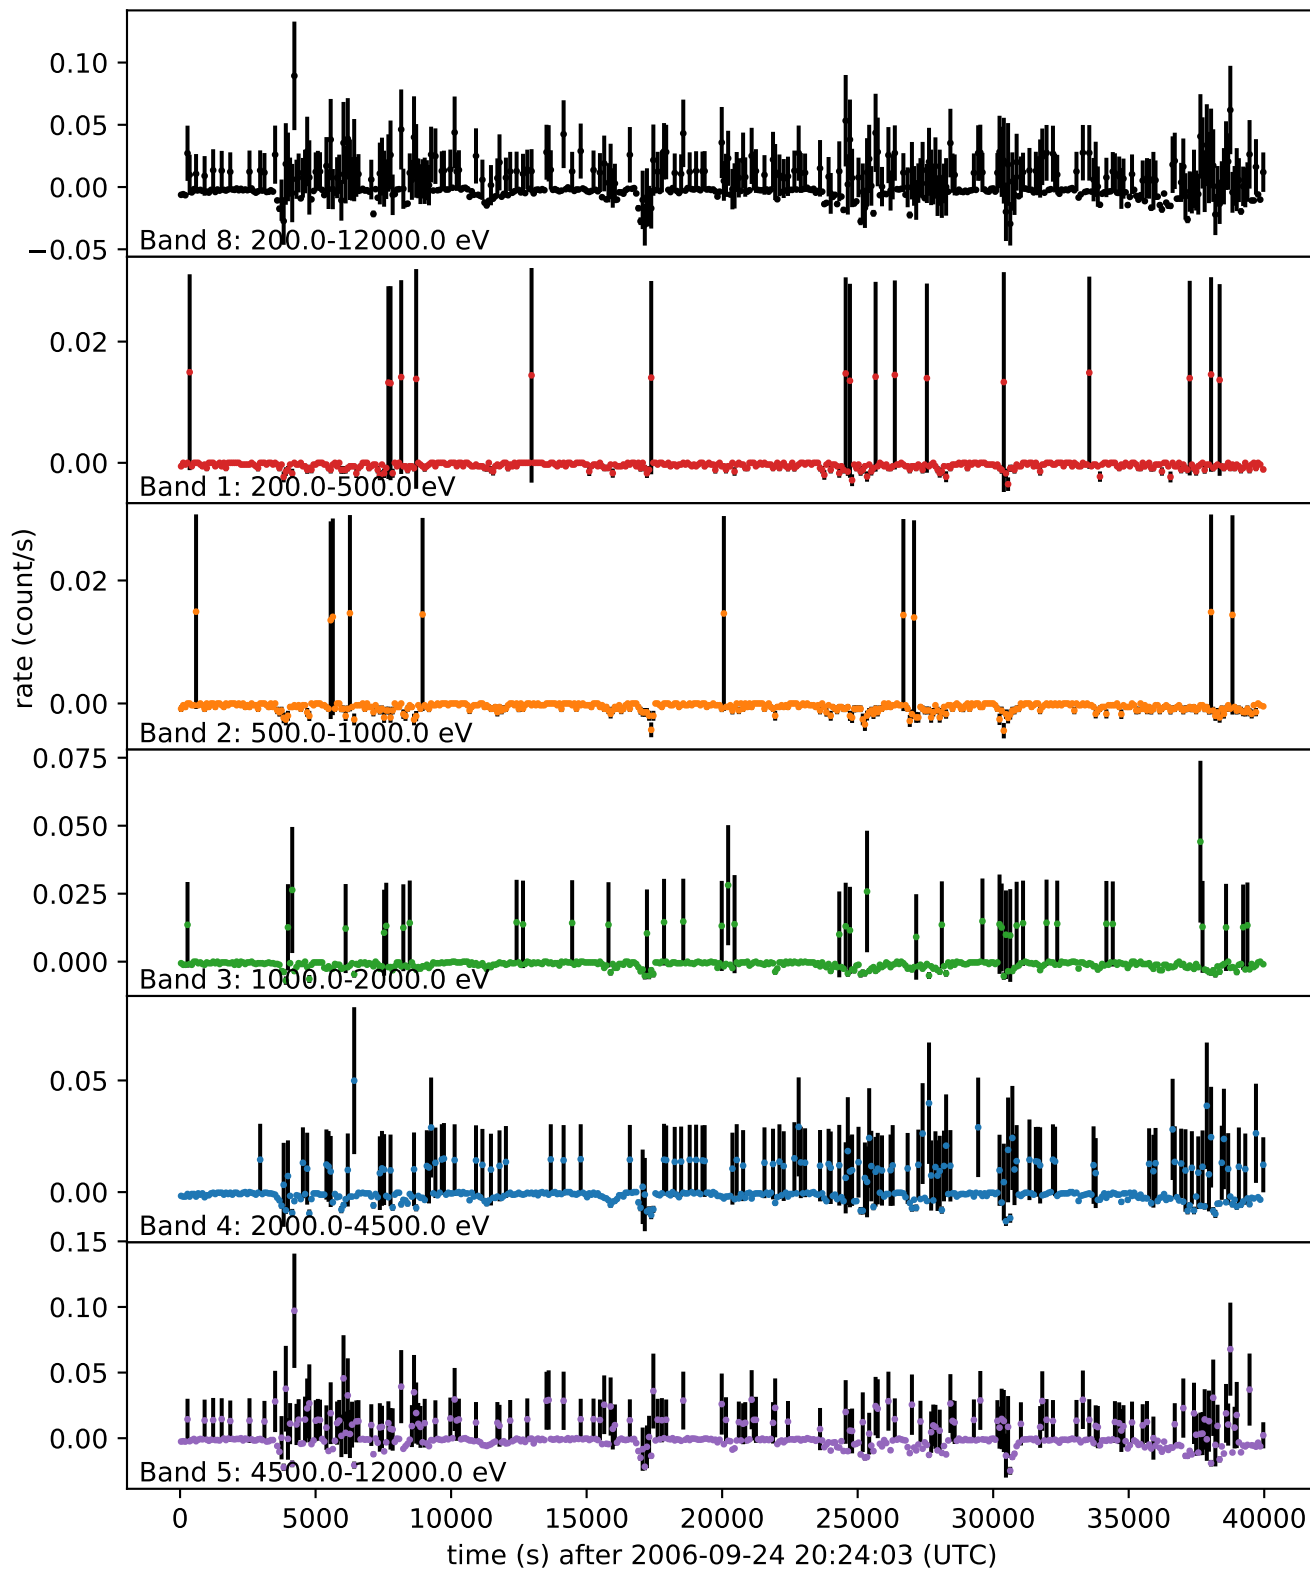 0.10
0.05
0.00
−0.05
Band 8: 200.0-12000.0 eV
0.02
0.00
Band 1: 200.0-500.0 eV
0.02
0.00
Band 2: 500.0-1000.0 eV
rate (count/s)
0.075
0.050
0.025
0.000
Band 3: 1000.0-2000.0 eV
0.05
0.00
Band 4: 2000.0-4500.0 eV
0.15
0.10
0.05
0.00
Band 5: 4500.0-12000.0 eV
0 5000 10000 15000 20000 25000 30000 35000 40000
time (s) after 2006-09-24 20:24:03 (UTC)